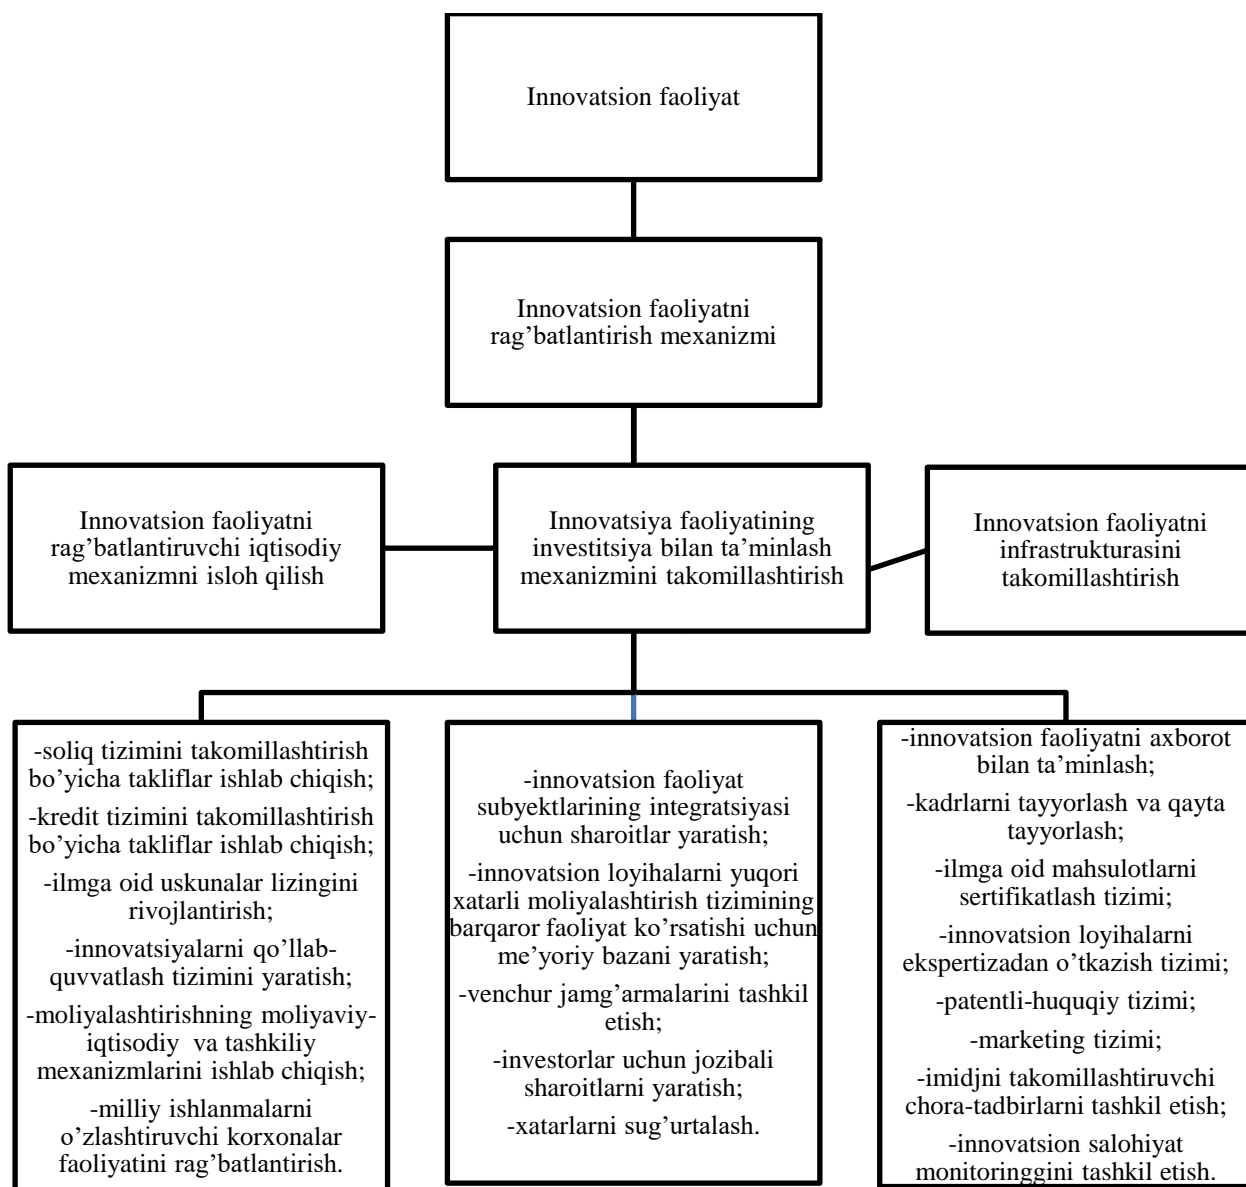 Innovatsion faoliyat
Innovatsion faoliyatni
rag’batlantirish mexanizmi
Innovatsion faoliyatni
rag’batlantiruvchi iqtisodiy
mexanizmni isloh qilish
Innovatsiya faoliyatining
investitsiya bilan ta’minlash
mexanizmini takomillashtirish
Innovatsion faoliyatni
infrastrukturasini
takomillashtirish
-soliq tizimini takomillashtirish
bo’yicha takliflar ishlab chiqish;
-kredit tizimini takomillashtirish
bo’yicha takliflar ishlab chiqish;
-ilmga oid uskunalar lizingini
rivojlantirish;
-innovatsiyalarni qo’llab-
quvvatlash tizimini yaratish;
-moliyalashtirishning moliyaviy-
iqtisodiy va tashkiliy
mexanizmlarini ishlab chiqish;
-milliy ishlanmalarni
o’zlashtiruvchi korxonalar
faoliyatini rag’batlantirish.
-innovatsion faoliyat
subyektlarining integratsiyasi
uchun sharoitlar yaratish;
-innovatsion loyihalarni yuqori
xatarli moliyalashtirish tizimining
barqaror faoliyat ko’rsatishi uchun
me’yoriy bazani yaratish;
-venchur jamg’armalarini tashkil
etish;
-investorlar uchun jozibali
sharoitlarni yaratish;
-xatarlarni sug’urtalash.
-innovatsion faoliyatni axborot
bilan ta’minlash;
-kadrlarni tayyorlash va qayta
tayyorlash;
-ilmga oid mahsulotlarni
sertifikatlash tizimi;
-innovatsion loyihalarni
ekspertizadan o’tkazish tizimi;
-patentli-huquqiy tizimi;
-marketing tizimi;
-imidjni takomillashtiruvchi
chora-tadbirlarni tashkil etish;
-innovatsion salohiyat
monitoringgini tashkil etish.